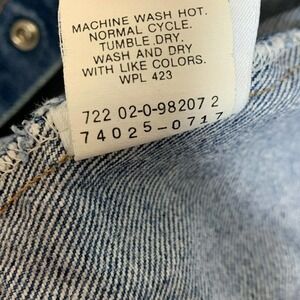 MACHINE WASH HOT.
NORMAL CYCLE.
TUMBLE DRY.
WASH AND DRY
WITH LIKE COLORS.
WPL 423
722 02-0-98207 2
74025-0717